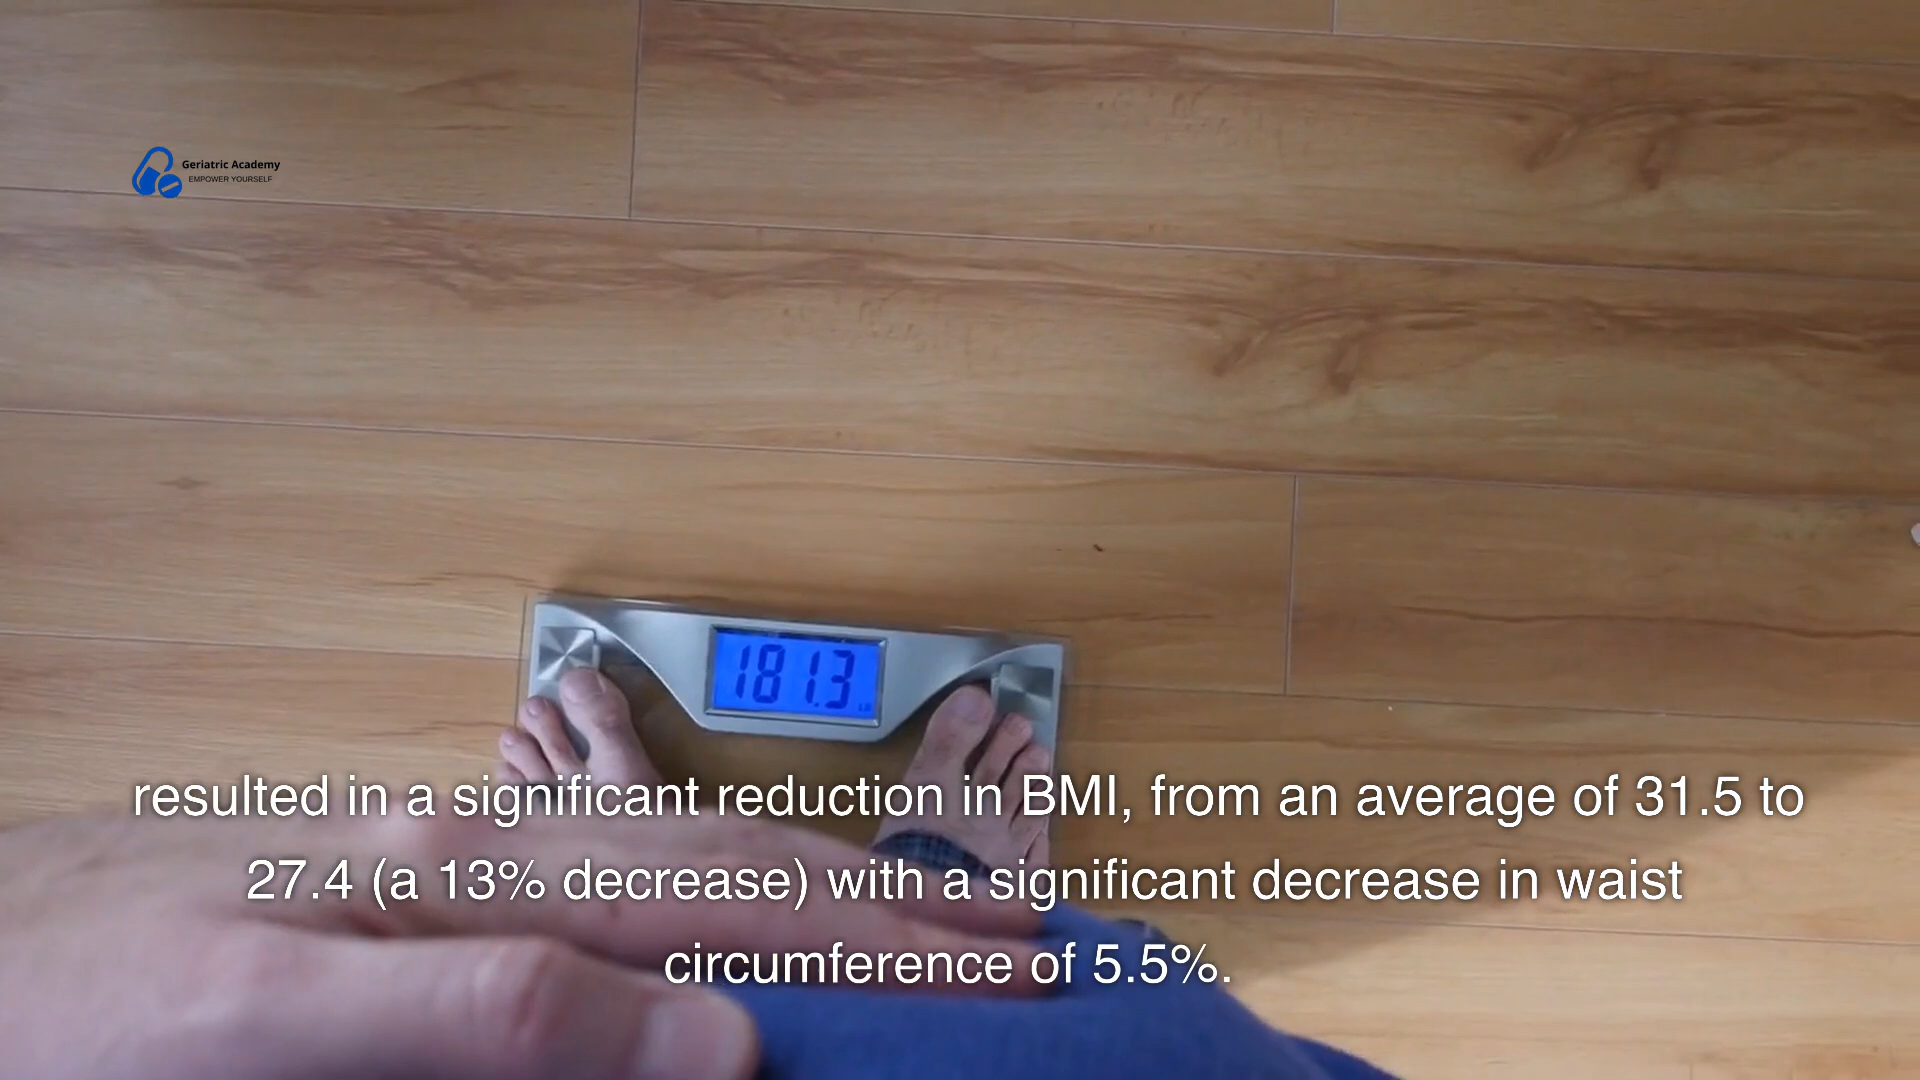 Geriatric Academy
EMPOWER YOURSELF
181.3
LB
resulted in a significant reduction in BMI, from an average of 31.5 to
27.4 (a 13% decrease) with a significant decrease in waist
circumference of 5.5%.